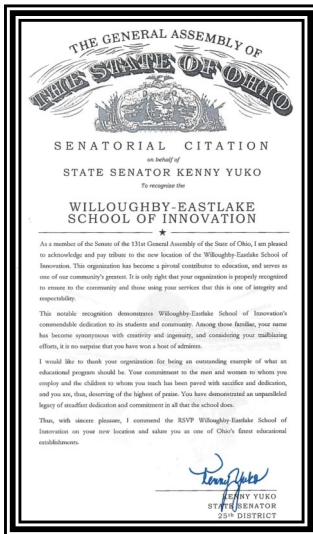 THE GENERAL ASSEMBLY OF
THE STATE OF OHIO
SENATORIAL CITATION
on behalf of
STATE SENATOR KENNY YUKO
To recognize the
WILLOUGHBY-EASTLAKE
SCHOOL OF INNOVATION
As a member of the Senate of the 131st General Assembly of the State of Ohio, I am pleased
to acknowledge and pay tribute to the new location of the Willoughby-Eastlake School of
Innovation. This organization has become a pivotal contributor to education, and serves as
one of our community's greatest. It is only right that your organization is properly recognized
to ensure to the community and those using your services that this is one of integrity and
respectability.
This notable recognition demonstrates Willoughby-Eastlake School of Innovation's
commendable dedication to its students and community. Among those familiar, your name
has become synonymous with creativity and ingenuity, and considering your trailblazing
efforts, it is no surprise that you have won a host of admirers.
I would like to thank your organization for being an outstanding example of what an
educational program should be. Your commitment to the men and women to whom you
employ and the children to whom you teach has been paved with sacrifice and dedication,
and you are, thus, deserving of the highest of praise. You have demonstrated an unparalleled
legacy of steadfast dedication and commitment in all that the school does.
Thus, with sincere pleasure, I commend the RSVP Willoughby-Eastlake School of
Innovation on your new location and salute you as one of Ohio's finest educational
establishments.
Kenny Yuko
KENNY YUKO
STATE SENATOR
25th DISTRICT